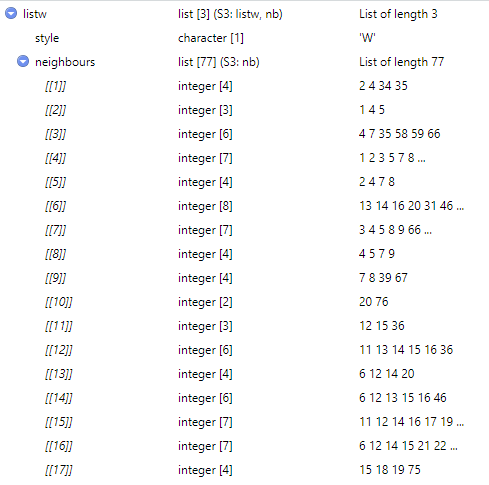 listw list [3] (S3: listw, nb) List of length 3
style character [1] 'W'
neighbours list [77] (S3: nb) List of length 77
[[1]] integer [4] 2 4 34 35
[[2]] integer [3] 1 4 5
[[3]] integer [6] 4 7 35 58 59 66
[[4]] integer [7] 1 2 3 5 7 8 ...
[[5]] integer [4] 2 4 7 8
[[6]] integer [8] 13 14 16 20 31 46 ...
[[7]] integer [7] 3 4 5 8 9 66 ...
[[8]] integer [4] 4 5 7 9
[[9]] integer [4] 7 8 39 67
[[10]] integer [2] 20 76
[[11]] integer [3] 12 15 36
[[12]] integer [6] 11 13 14 15 16 36
[[13]] integer [4] 6 12 14 20
[[14]] integer [6] 6 12 13 15 16 46
[[15]] integer [7] 11 12 14 16 17 19 ...
[[16]] integer [7] 6 12 14 15 21 22 ...
[[17]] integer [4] 15 18 19 75